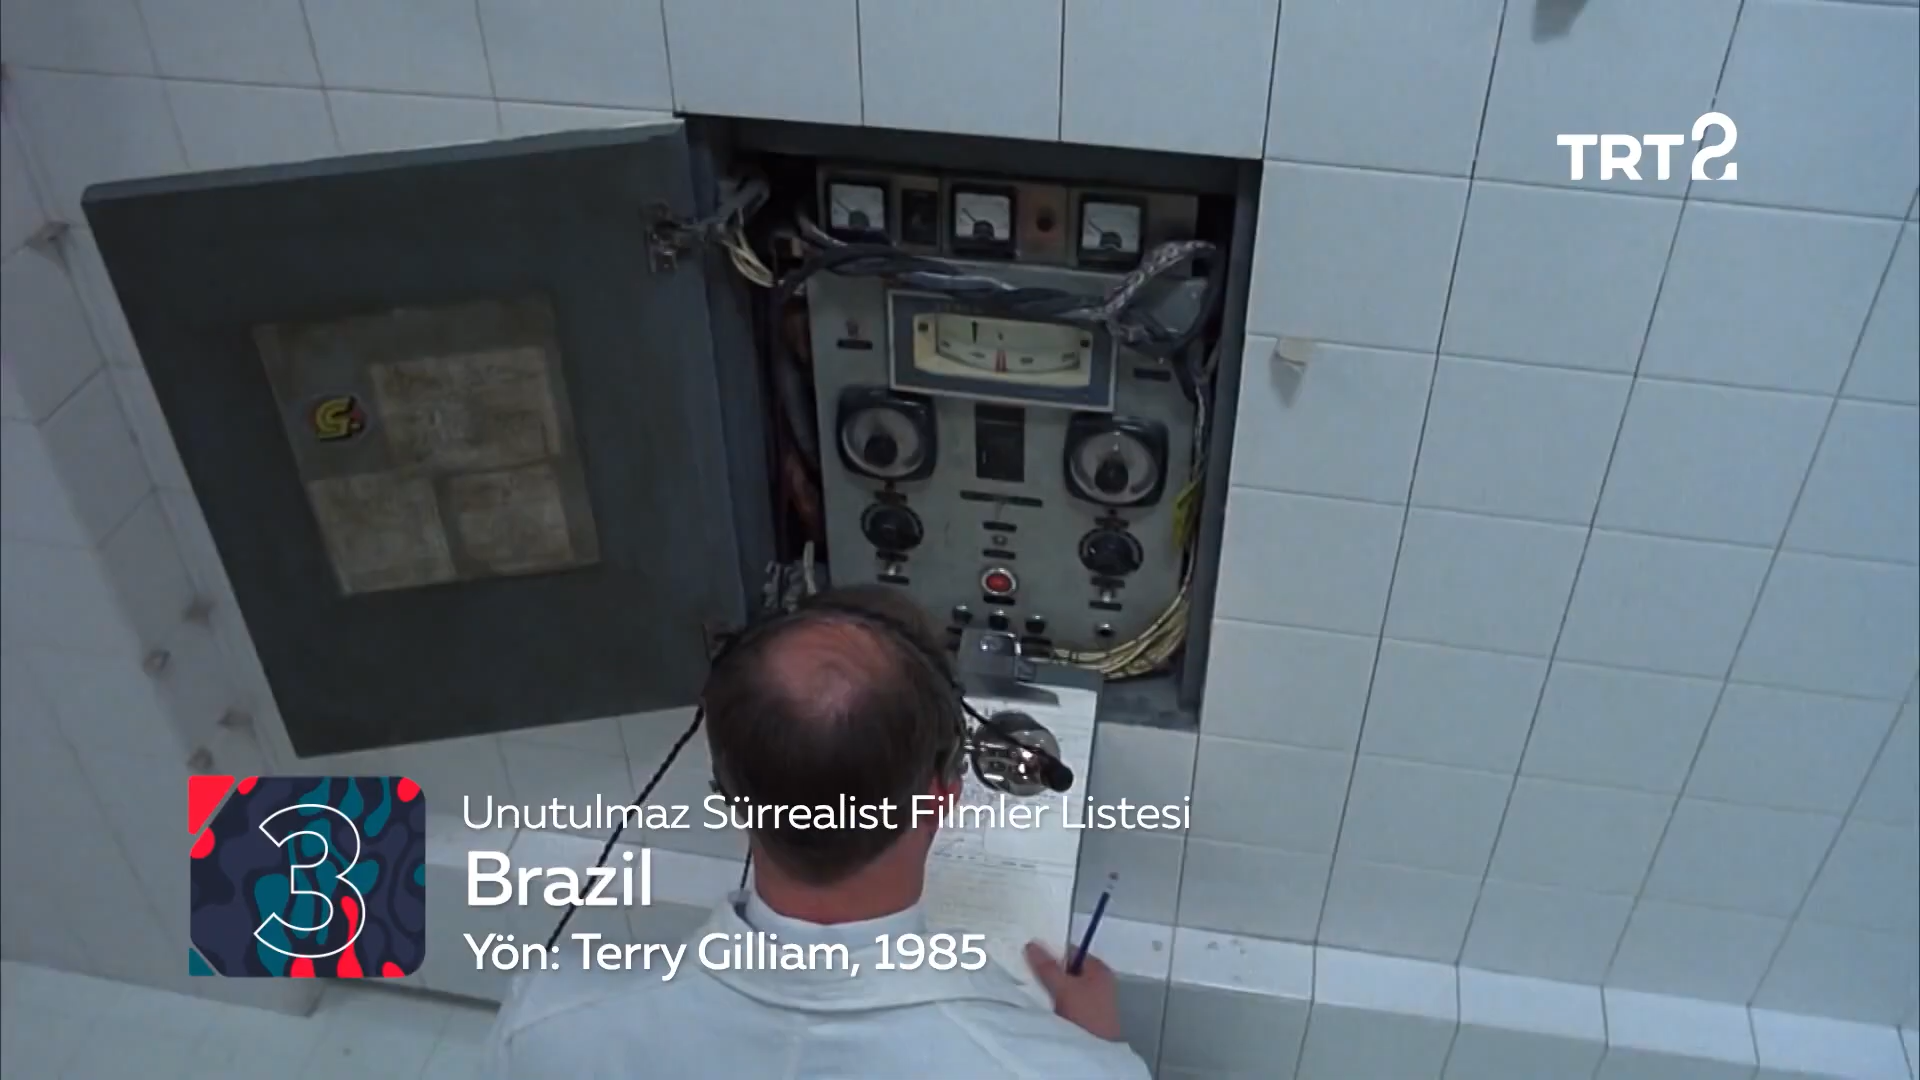 TRT2
3
Unutulmaz Sürrealist Filmler Listesi
Brazil
Yön: Terry Gilliam, 1985